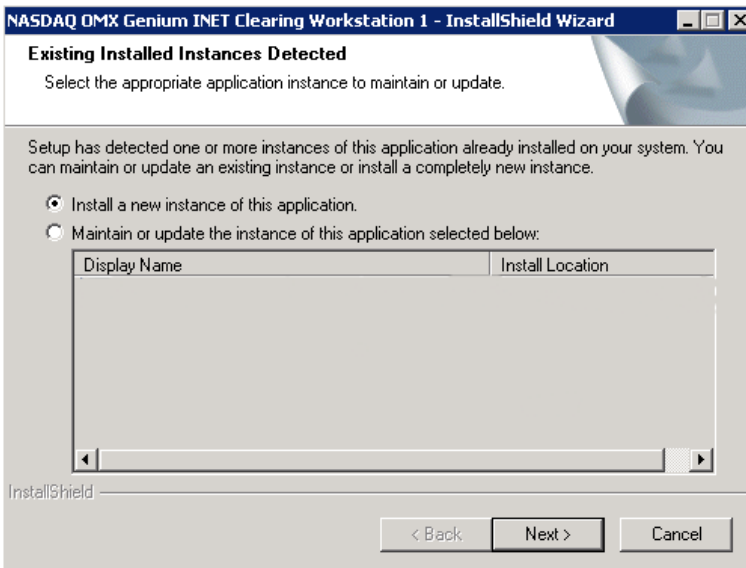 NASDAQ OMX Genium INET Clearing Workstation 1 - InstallShield Wizard
Existing Installed Instances Detected
Select the appropriate application instance to maintain or update.
Setup has detected one or more instances of this application already installed on your system. You
can maintain or update an existing instance or install a completely new instance.
Install a new instance of this application.
Maintain or update the instance of this application selected below:
Display Name Install Location
InstallShield
< Back Next > Cancel